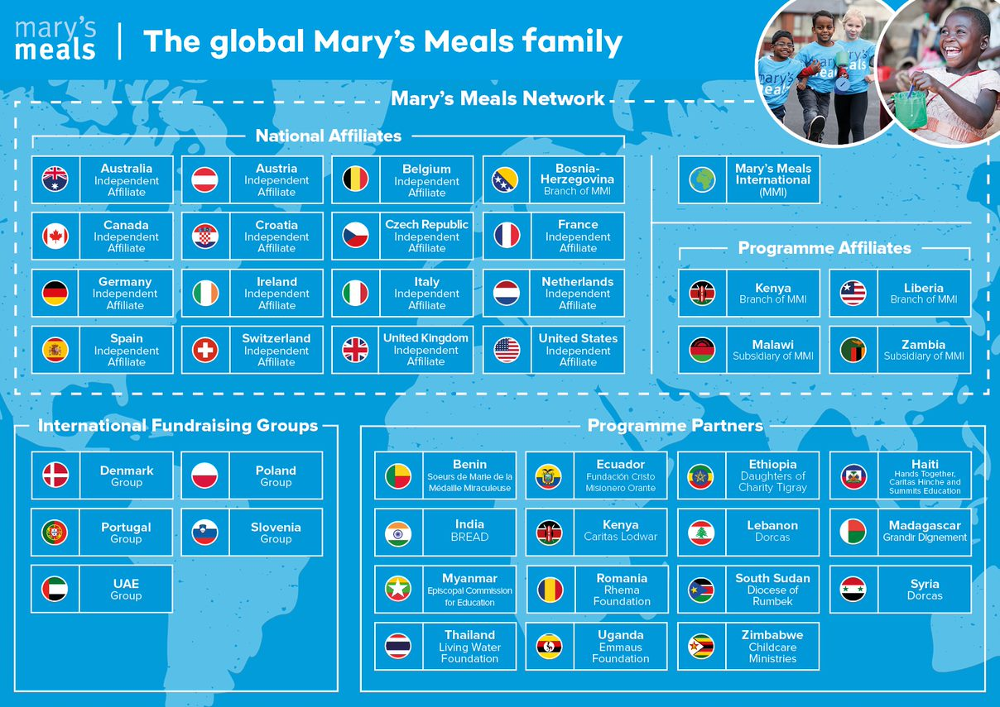 mary's
meals
The global Mary's Meals family
mary's
meals
mary's
meals
Mary's Meals Network
National Affiliates
Australia
Independent
Affiliate
Austria
Independent
Affiliate
Belgium
Independent
Affiliate
Bosnia-
Herzegovina
Branch of MMI
Mary's Meals
International
(MMI)
Canada
Independent
Affiliate
Croatia
Independent
Affiliate
Czech Republic
Independent
Affiliate
France
Independent
Affiliate
Programme Affiliates
Germany
Independent
Affiliate
Ireland
Independent
Affiliate
Italy
Independent
Affiliate
Netherlands
Independent
Affiliate
Kenya
Branch of MMI
Liberia
Branch of MMI
Spain
Independent
Affiliate
Switzerland
Independent
Affiliate
United Kingdom
Independent
Affiliate
United States
Independent
Affiliate
Malawi
Subsidiary of MMI
Zambia
Subsidiary of MMI
International Fundraising Groups
Denmark
Group
Poland
Group
Portugal
Group
Slovenia
Group
UAE
Group
Programme Partners
Benin
Soeurs de Marie de la
Médaille Miraculeuse
Ecuador
Fundación Cristo
Misionero Orante
Ethiopia
Daughters of
Charity Tigray
Haiti
Hands Together,
Caritas Hinche and
Summits Education
India
BREAD
Kenya
Caritas Lodwar
Lebanon
Dorcas
Madagascar
Grandir Dignement
Myanmar
Episcopal Commission
for Education
Romania
Rhema
Foundation
South Sudan
Diocese of
Rumbek
Syria
Dorcas
Thailand
Living Water
Foundation
Uganda
Emmaus
Foundation
Zimbabwe
Childcare
Ministries